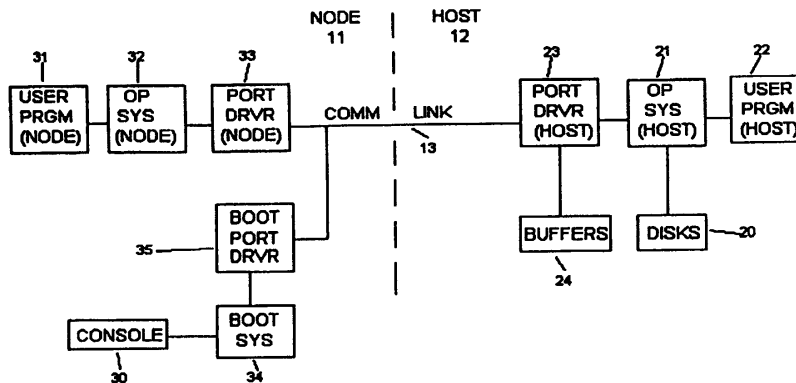 NODE
11
HOST
12
31
32
33
23
21
22
USER
PRGM
(NODE)
OP
SYS
(NODE)
PORT
DRVR
(NODE)
COMM
LINK
13
PORT
DRVR
(HOST)
OP
SYS
(HOST)
USER
PRGM
(HOST)
BOOT
PORT
DRVR
35
BUFFERS
24
DISKS
20
CONSOLE
30
BOOT
SYS
34